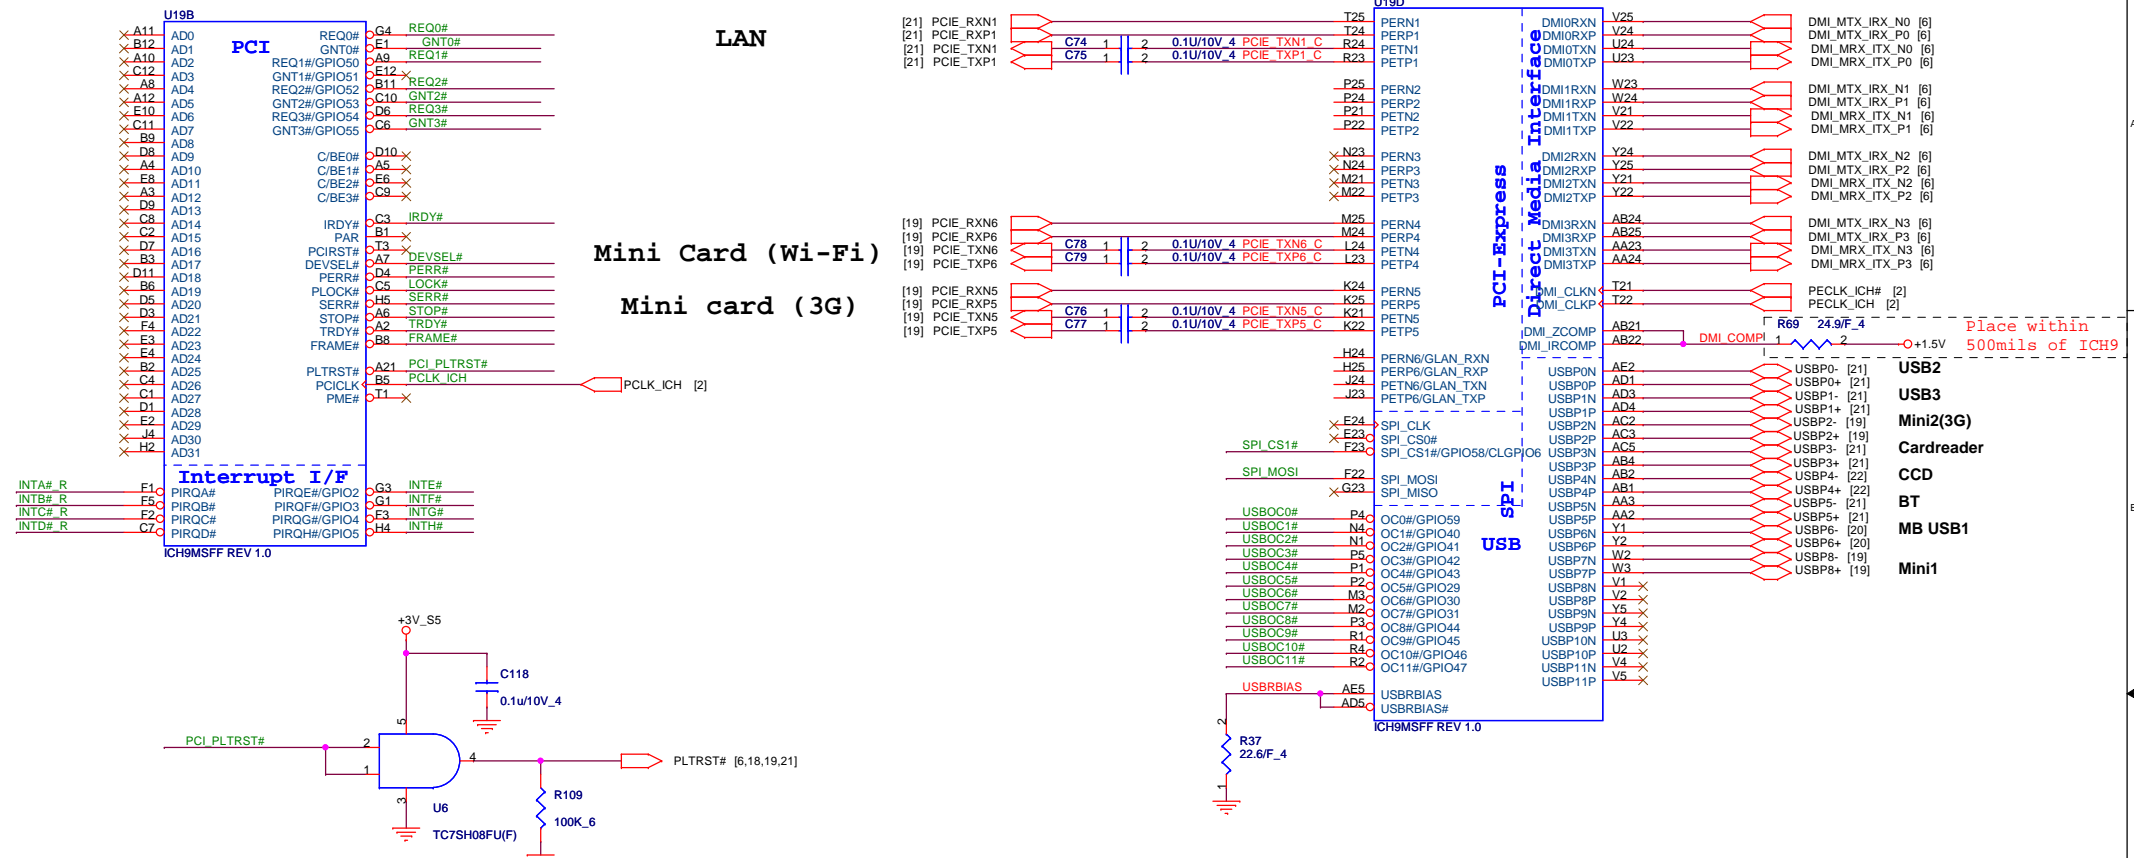 U19B
PCI
A11 AD0 REQ0# G4 REQ0#
B12 AD1 GNT0# E1 GNT0#
A10 AD2 REQ1#/GPIO50 A9 REQ1#
C12 AD3 GNT1#/GPIO51 E12
A8 AD4 REQ2#/GPIO52 B11 REQ2#
A12 AD5 GNT2#/GPIO53 C10 GNT2#
E10 AD6 REQ3#/GPIO54 D6 REQ3#
C11 AD7 GNT3#/GPIO55 C6 GNT3#
B9 AD8
D8 AD9 C/BE0# D10
A4 AD10 C/BE1# A5
E8 AD11 C/BE2# E6
A3 AD12 C/BE3# C9
D9 AD13
C8 AD14 IRDY# C3 IRDY#
C2 AD15 PAR B1
D7 AD16 PCIRST# T3
B3 AD17 DEVSEL# A7 DEVSEL#
D11 AD18 PERR# D4 PERR#
B6 AD19 PLOCK# C5 LOCK#
D5 AD20 SERR# H5 SERR#
D3 AD21 STOP# A6 STOP#
F4 AD22 TRDY# A2 TRDY#
E3 AD23 FRAME# B8 FRAME#
E4 AD24
B2 AD25 PLTRST# A21 PCI_PLTRST#
C4 AD26 PCICLK B5 PCLK_ICH PCLK_ICH [2]
C1 AD27 PME# T1
D1 AD28
E2 AD29
J4 AD30
H2 AD31
Interrupt I/F
INTA#_R F1 PIRQA# PIRQE#/GPIO2 G3 INTE#
INTB#_R F5 PIRQB# PIRQF#/GPIO3 G1 INTF#
INTC#_R F2 PIRQC# PIRQG#/GPIO4 F3 INTG#
INTD#_R C7 PIRQD# PIRQH#/GPIO5 H4 INTH#
ICH9MSFF REV 1.0
+3V_S5
C118
0.1u/10V_4
PCI_PLTRST# 2 1 5 3 4 PLTRST# [6,18,19,21]
U6
TC7SH08FU(F)
R109
100K_6
LAN
Mini Card (Wi-Fi)
Mini card (3G)
U19D
PCI-Express
Direct Media Interface
SPI
USB
[21] PCIE_RXN1 T25 PERN1 DMI0RXN V25 DMI_MTX_IRX_N0 [6]
[21] PCIE_RXP1 T24 PERP1 DMI0RXP V24 DMI_MTX_IRX_P0 [6]
[21] PCIE_TXN1 C74 1 2 0.1U/10V_4 PCIE_TXN1_C R24 PETN1 DMI0TXN U24 DMI_MRX_ITX_N0 [6]
[21] PCIE_TXP1 C75 1 2 0.1U/10V_4 PCIE_TXP1_C R23 PETP1 DMI0TXP U23 DMI_MRX_ITX_P0 [6]
P25 PERN2 DMI1RXN W23 DMI_MTX_IRX_N1 [6]
P24 PERP2 DMI1RXP W24 DMI_MTX_IRX_P1 [6]
P21 PETN2 DMI1TXN V21 DMI_MRX_ITX_N1 [6]
P22 PETP2 DMI1TXP V22 DMI_MRX_ITX_P1 [6]
N23 PERN3 DMI2RXN Y24 DMI_MTX_IRX_N2 [6]
N24 PERP3 DMI2RXP Y25 DMI_MTX_IRX_P2 [6]
M21 PETN3 DMI2TXN Y21 DMI_MRX_ITX_N2 [6]
M22 PETP3 DMI2TXP Y22 DMI_MRX_ITX_P2 [6]
[19] PCIE_RXN6 M25 PERN4 DMI3RXN AB24 DMI_MTX_IRX_N3 [6]
[19] PCIE_RXP6 M24 PERP4 DMI3RXP AB25 DMI_MTX_IRX_P3 [6]
[19] PCIE_TXN6 C78 1 2 0.1U/10V_4 PCIE_TXN6_C L24 PETN4 DMI3TXN AA23 DMI_MRX_ITX_N3 [6]
[19] PCIE_TXP6 C79 1 2 0.1U/10V_4 PCIE_TXP6_C L23 PETP4 DMI3TXP AA24 DMI_MRX_ITX_P3 [6]
[19] PCIE_RXN5 K24 PERN5 DMI_CLKN T21 PECLK_ICH# [2]
[19] PCIE_RXP5 K25 PERP5 DMI_CLKP T22 PECLK_ICH [2]
[19] PCIE_TXN5 C76 1 2 0.1U/10V_4 PCIE_TXN5_C K21 PETN5
[19] PCIE_TXP5 C77 1 2 0.1U/10V_4 PCIE_TXP5_C K22 PETP5 DMI_ZCOMP AB21
DMI_IRCOMP AB22 DMI_COMP 1 R69 24.9/F_4 2 +1.5V
Place within
500mils of ICH9
H24 PERN6/GLAN_RXN
H25 PERP6/GLAN_RXP USBP0N AE2 USBP0- [21] USB2
J24 PETN6/GLAN_TXN USBP0P AD1 USBP0+ [21]
J23 PETP6/GLAN_TXP USBP1N AD3 USBP1- [21] USB3
USBP1P AD4 USBP1+ [21]
E24 SPI_CLK USBP2N AC2 USBP2- [19] Mini2(3G)
E23 SPI_CS0# USBP2P AC3 USBP2+ [19]
SPI_CS1# F23 SPI_CS1#/GPIO58/CLGPIO6 USBP3N AC5 USBP3- [21] Cardreader
USBP3P AB4 USBP3+ [21]
SPI_MOSI F22 SPI_MOSI USBP4N AB2 USBP4- [22] CCD
G23 SPI_MISO USBP4P AB1 USBP4+ [22]
USBP5N AA3 USBP5- [21] BT
USBOC0# P4 OC0#/GPIO59 USBP5P AA2 USBP5+ [21]
USBOC1# N4 OC1#/GPIO40 USBP6N Y1 USBP6- [20] MB USB1
USBOC2# N1 OC2#/GPIO41 USBP6P Y2 USBP6+ [20]
USBOC3# P5 OC3#/GPIO42 USBP7N W2 USBP8- [19]
USBOC4# P1 OC4#/GPIO43 USBP7P W3 USBP8+ [19] Mini1
USBOC5# P2 OC5#/GPIO29 USBP8N V1
USBOC6# M3 OC6#/GPIO30 USBP8P V2
USBOC7# M2 OC7#/GPIO31 USBP9N Y5
USBOC8# P3 OC8#/GPIO44 USBP9P Y4
USBOC9# R1 OC9#/GPIO45 USBP10N U3
USBOC10# R4 OC10#/GPIO46 USBP10P U2
USBOC11# R2 OC11#/GPIO47 USBP11N V4
USBP11P V5
USBRBIAS AE5 USBRBIAS
AD5 USBRBIAS#
ICH9MSFF REV 1.0
2
R37
22.6/F_4
1